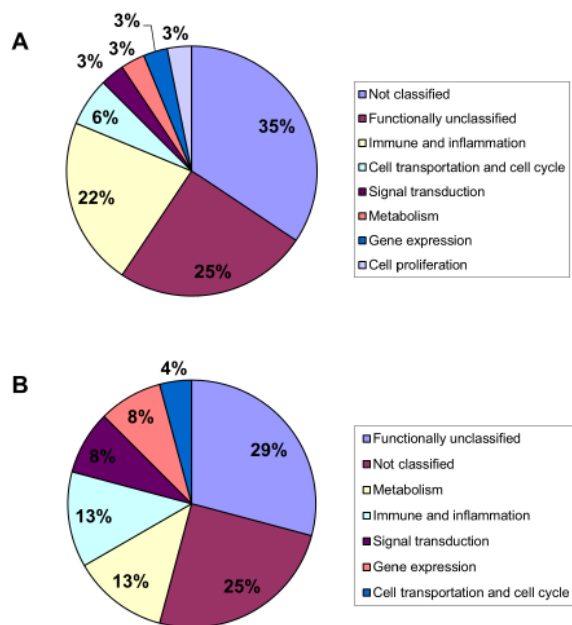 A
3%
3%
3%
3%
35%
6%
22%
25%
Not classified
Functionally unclassified
Immune and inflammation
Cell transportation and cell cycle
Signal transduction
Metabolism
Gene expression
Cell proliferation
B
4%
8%
29%
8%
13%
13%
25%
Functionally unclassified
Not classified
Metabolism
Immune and inflammation
Signal transduction
Gene expression
Cell transportation and cell cycle